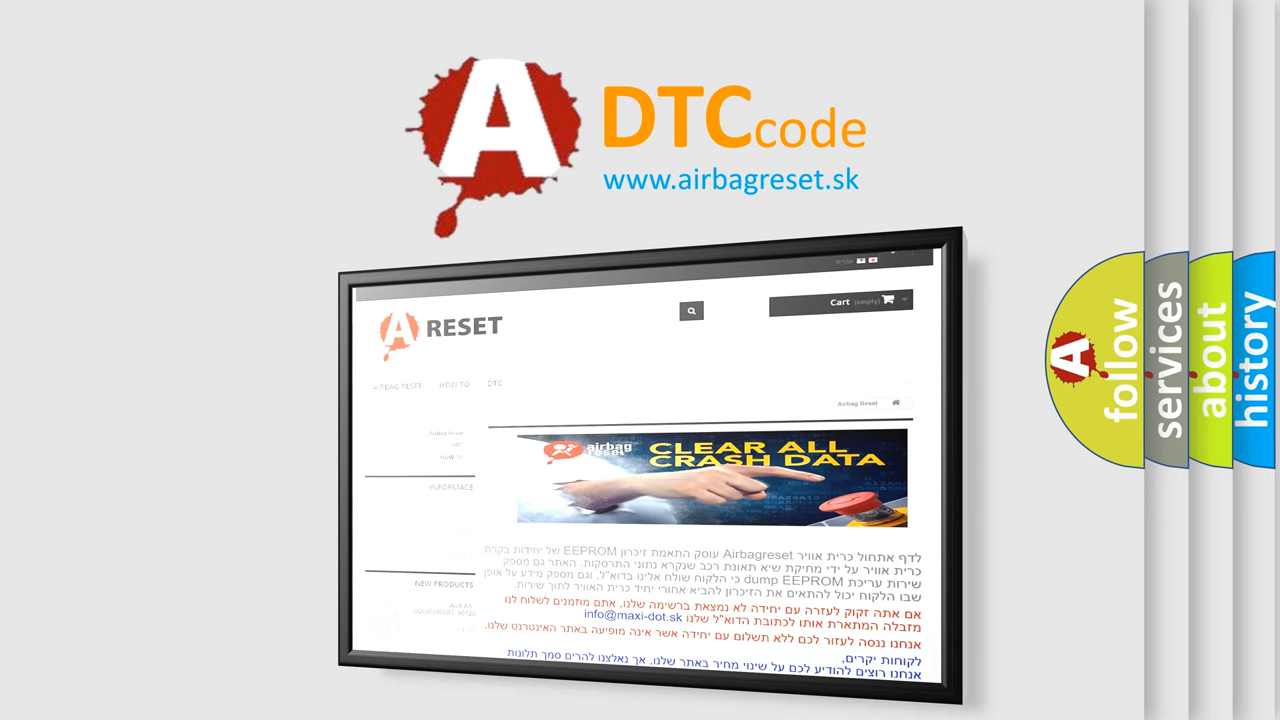 A
DTC code
www.airbagreset.sk
עברית
A RESET
Cart (empty)
AIRBAG RESET HOW TO DTC
Airbag Reset
Airbag Reset
airbag reset
CLEAR ALL
CRASH DATA
HOW TO
INFORMACE
NEW PRODUCTS
לדף אתחול כרית אוויר Airbagreset עוסק התאמת זיכרון EEPROM של יחידות בקרת
כרית אוויר על ידי מחיקת שיא תאונת רכב שנקרא נתוני התרסקות. האתר גם מספק
שירות עריכת dump EEPROM כי הלקוח שולח אלינו בדוא"ל, וגם מספק מידע על אופן
שבו הלקוח יכול להתאים את הזיכרון להביא אחורי יחיד כרית האוויר לתוך שירות.
אם אתה זקוק לעזרה עם יחידה לא נמצאת ברשימה שלנו, אתם מוזמנים לשלוח לנו
מזבלה המתארת אותו לכתובת הדוא"ל שלנו info@maxi-dot.sk
אנחנו ננסה לעזור לכם ללא תשלום עם יחידה אשר אינה מופיעה באתר האינטרנט שלנו.
לקוחות יקרים,
אנחנו רוצים להודיע לכם על שינוי מחיר באתר שלנו, אך נאלצנו להרים סמך תלונות
A follow
services
about
history